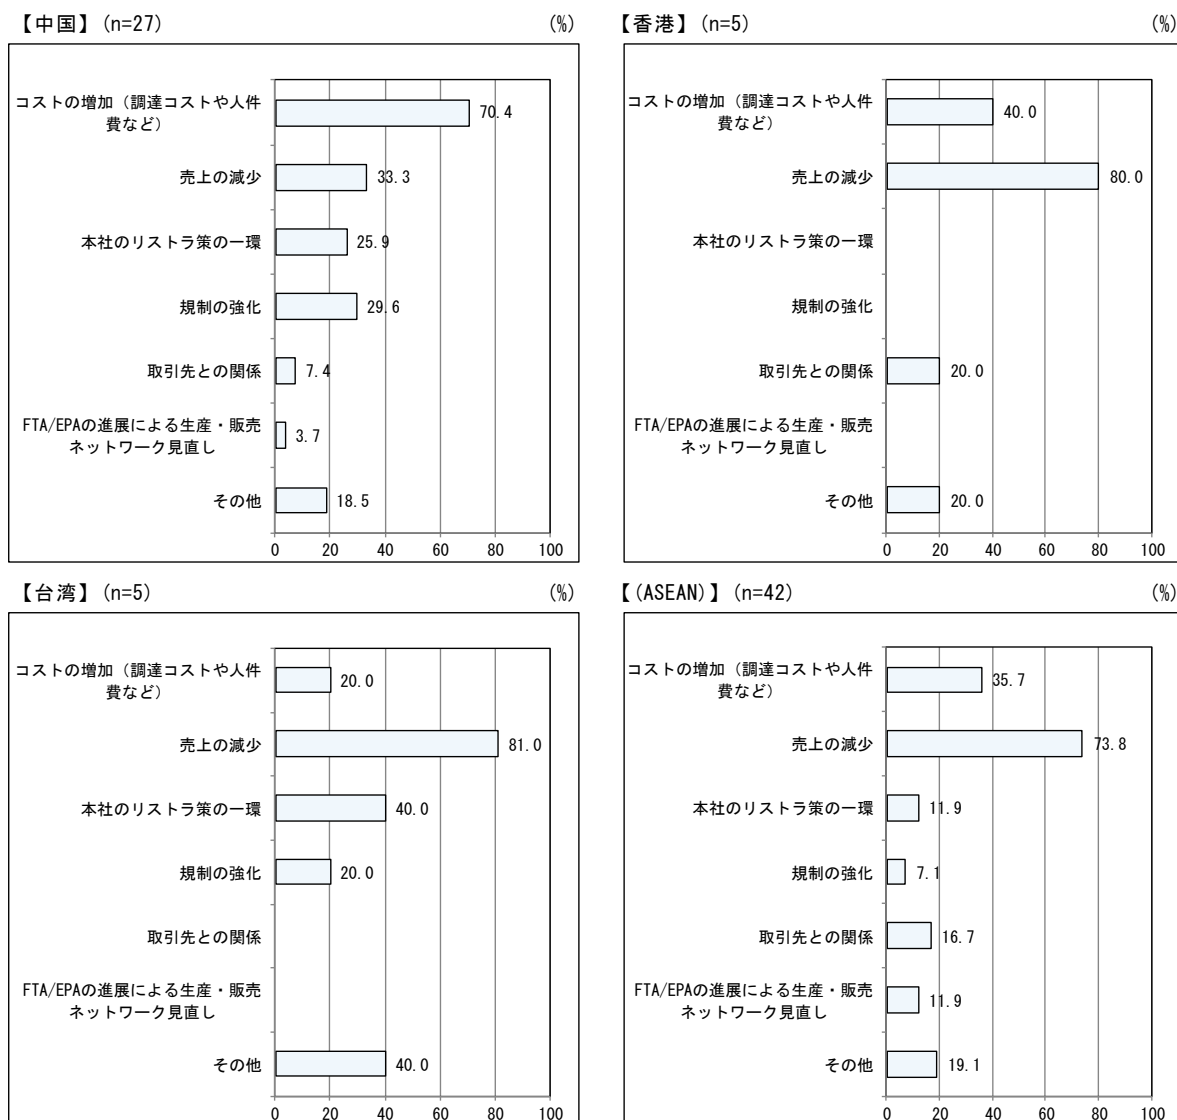 【中国】(n=27) (%)
コストの増加（調達コストや人件
費など）
70.4
売上の減少
33.3
本社のリストラ策の一環
25.9
規制の強化
29.6
取引先との関係
7.4
FTA/EPAの進展による生産・販売
ネットワーク見直し
3.7
その他
18.5
0 20 40 60 80 100
【香港】(n=5) (%)
コストの増加（調達コストや人件
費など）
40.0
売上の減少
80.0
本社のリストラ策の一環
規制の強化
取引先との関係
20.0
FTA/EPAの進展による生産・販売
ネットワーク見直し
その他
20.0
0 20 40 60 80 100
【台湾】(n=5) (%)
コストの増加（調達コストや人件
費など）
20.0
売上の減少
81.0
本社のリストラ策の一環
40.0
規制の強化
20.0
取引先との関係
FTA/EPAの進展による生産・販売
ネットワーク見直し
その他
40.0
0 20 40 60 80 100
【(ASEAN)】(n=42) (%)
コストの増加（調達コストや人件
費など）
35.7
売上の減少
73.8
本社のリストラ策の一環
11.9
規制の強化
7.1
取引先との関係
16.7
FTA/EPAの進展による生産・販売
ネットワーク見直し
11.9
その他
19.1
0 20 40 60 80 100